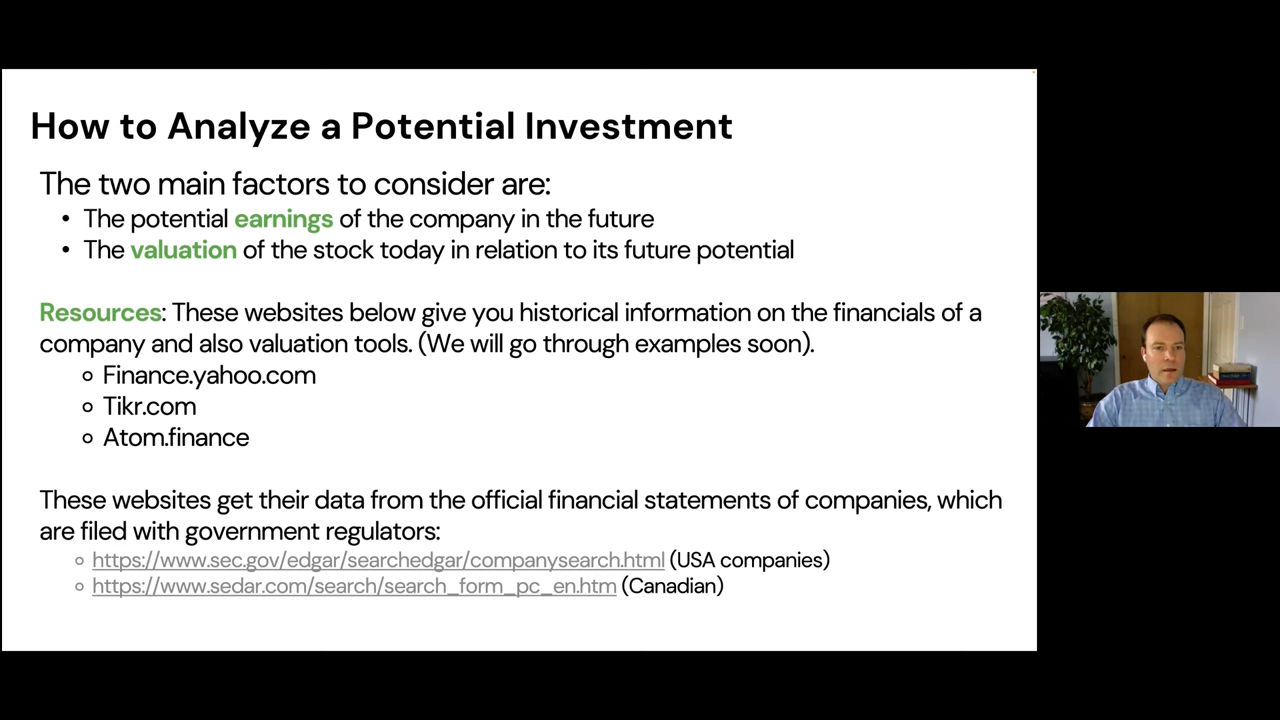 How to Analyze a Potential Investment
The two main factors to consider are:
• The potential earnings of the company in the future
• The valuation of the stock today in relation to its future potential
Resources: These websites below give you historical information on the financials of a
company and also valuation tools. (We will go through examples soon).
Finance.yahoo.com
Tikr.com
Atom.finance
These websites get their data from the official financial statements of companies, which
are filed with government regulators:
https://www.sec.gov/edgar/searchedgar/companysearch.html (USA companies)
https://www.sedar.com/search/search_form_pc_en.htm (Canadian)